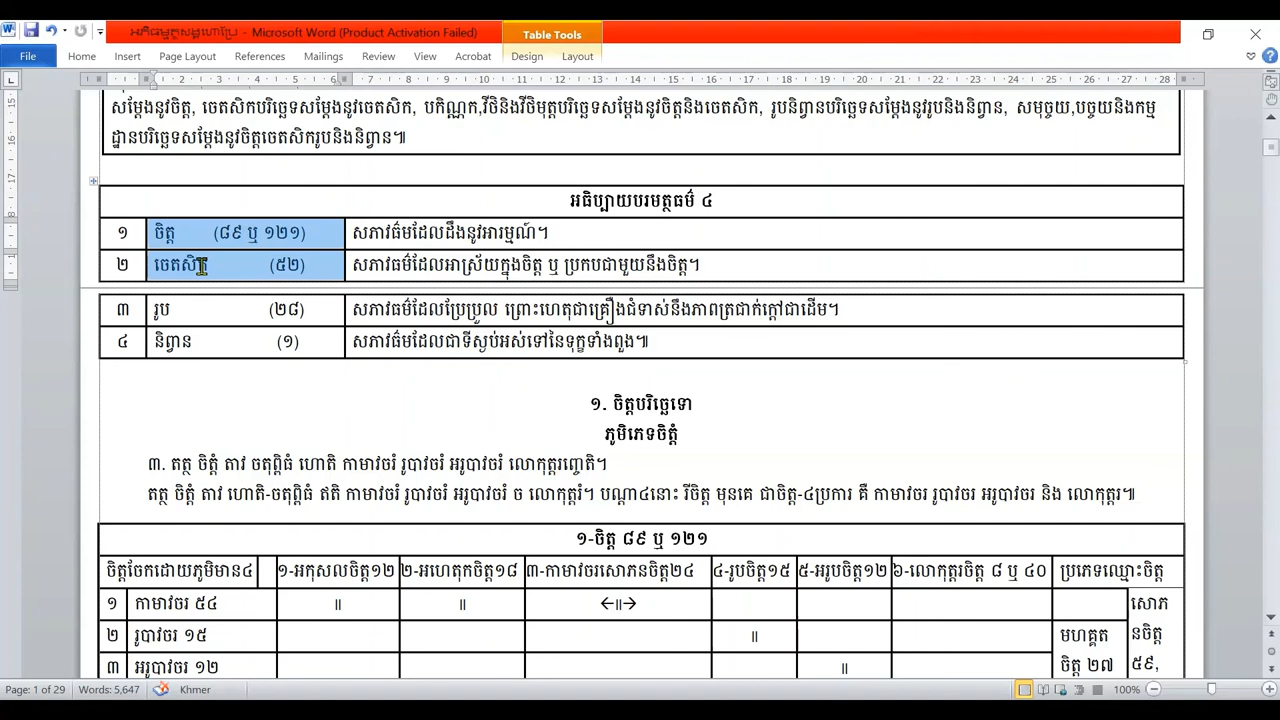 អភិធម្មត្ថសង្គហោប្រែ - Microsoft Word (Product Activation Failed)
Table Tools
File Home Insert Page Layout References Mailings Review View Acrobat Design Layout
សម្តែងនូវចិត្ត, ចេតសិកបរិច្ឆេទសម្តែងនូវចេតសិក, បកិណ្ណក,វីថិនិងវីថិមុត្តបរិច្ឆេទសម្តែងនូវចិត្តនិងចេតសិក, រូបនិព្វានបរិច្ឆេទសម្តែងនូវរូបនិងនិព្វាន, សមុច្ចយ,បច្ចយនិងកម្ម
ដ្ឋានបរិច្ឆេទសម្តែងនូវចិត្តចេតសិករូបនិងនិព្វាន៕
អធិប្បាយបរមត្ថធម៌ ៤
១ ចិត្ត (៨៩ ឬ ១២១) សភាវធ៌មដែលដឹងនូវអារម្មណ៍។
២ ចេតសិក (៥២) សភាវធម៌ដែលអាស្រ័យក្នុងចិត្ត ឬ ប្រកបជាមួយនឹងចិត្ត។
៣ រូប (២៨) សភាវធម៌ដែលប្រែប្រួល ព្រោះហេតុជាគ្រឿងជំទាស់នឹងភាពត្រជាក់ក្តៅជាដើម។
៤ និព្វាន (១) សភាវធ៌មដែលជាទីស្ងប់អស់ទៅនៃទុក្ខទាំងពួង៕
១. ចិត្តបរិច្ឆេទោ
ភូមិភេទចិត្តំ
៣. តត្ថ ចិត្តំ តាវ ចតុព្ពិធំ ហោតិ កាមាវចរំ រូបាវចរំ អរូបាវចរំ លោកុត្តរញ្ចេតិ។
តត្ថ ចិត្តំ តាវ ហោតិ-ចតុព្ពិធំ ឥតិ កាមាវចរំ រូបាវចរំ អរូបាវចរំ ច លោកុត្តរំ។ បណ្តា៤នោះ រីចិត្ត មុនគេ ជាចិត្ត-៤ប្រការ គឺ កាមាវចរ រូបាវចរ អរូបាវចរ និង លោកុត្តរ៕
១-ចិត្ត ៨៩ ឬ ១២១
ចិត្តចែកដោយភូមិមាន៤ ១-អកុសលចិត្ត១២ ២-អហេតុកចិត្ត១៨ ៣-កាមាវចរសោភនចិត្ត២៤ ៤-រូបចិត្ត១៥ ៥-អរូបចិត្ត១២ ៦-លោកុត្តរចិត្ត ៨ ឬ ៤០ ប្រភេទឈ្មោះចិត្ត
១ កាមាវចរ ៥៤ ៉ ॥ ॥ ←॥→ សោភ
២ រូបាវចរ ១៥ ॥ មហគ្គត នចិត្ត
៣ អរូបាវចរ ១២ ॥ ចិត្ត ២៧ ៥៩,
Page: 1 of 29 Words: 5,647 Khmer 100%